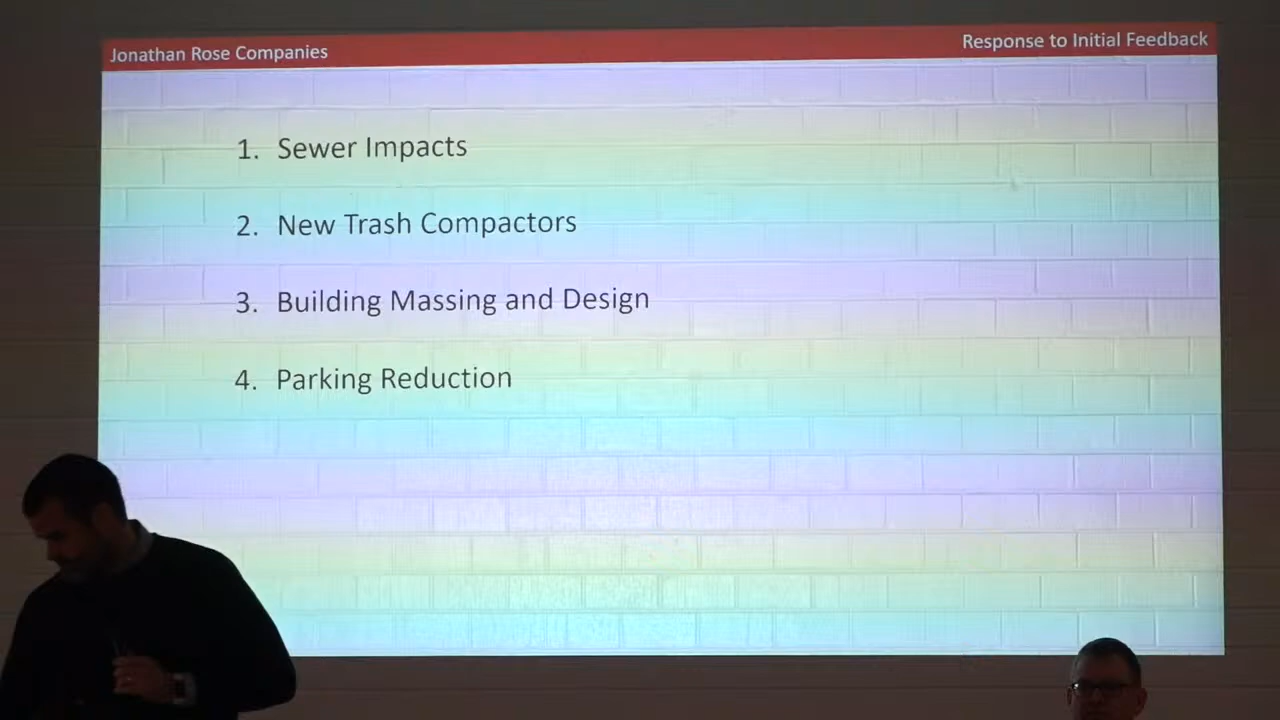 Jonathan Rose Companies
Response to Initial Feedback
1. Sewer Impacts
2. New Trash Compactors
3. Building Massing and Design
4. Parking Reduction